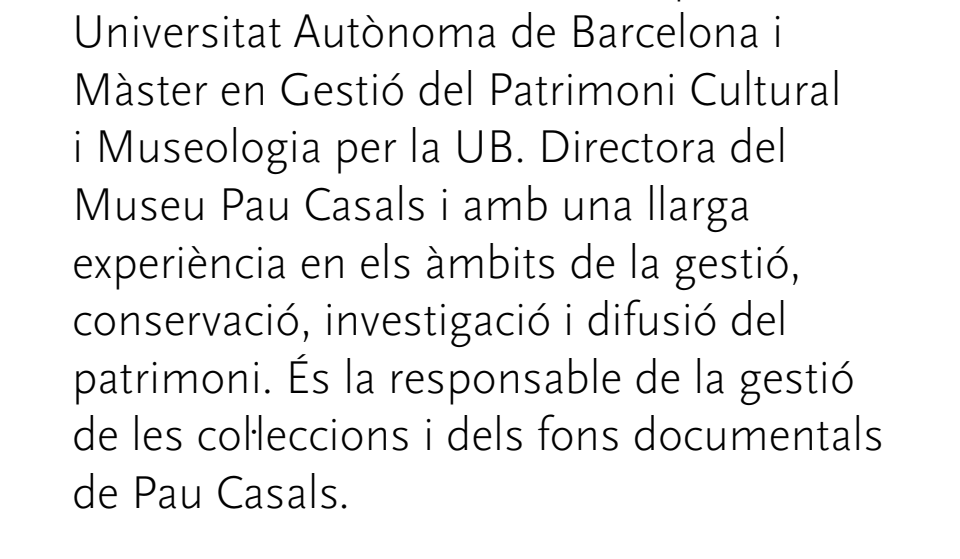 Universitat Autònoma de Barcelona i
Màster en Gestió del Patrimoni Cultural
i Museologia per la UB. Directora del
Museu Pau Casals i amb una llarga
experiència en els àmbits de la gestió,
conservació, investigació i difusió del
patrimoni. És la responsable de la gestió
de les col·leccions i dels fons documentals
de Pau Casals.